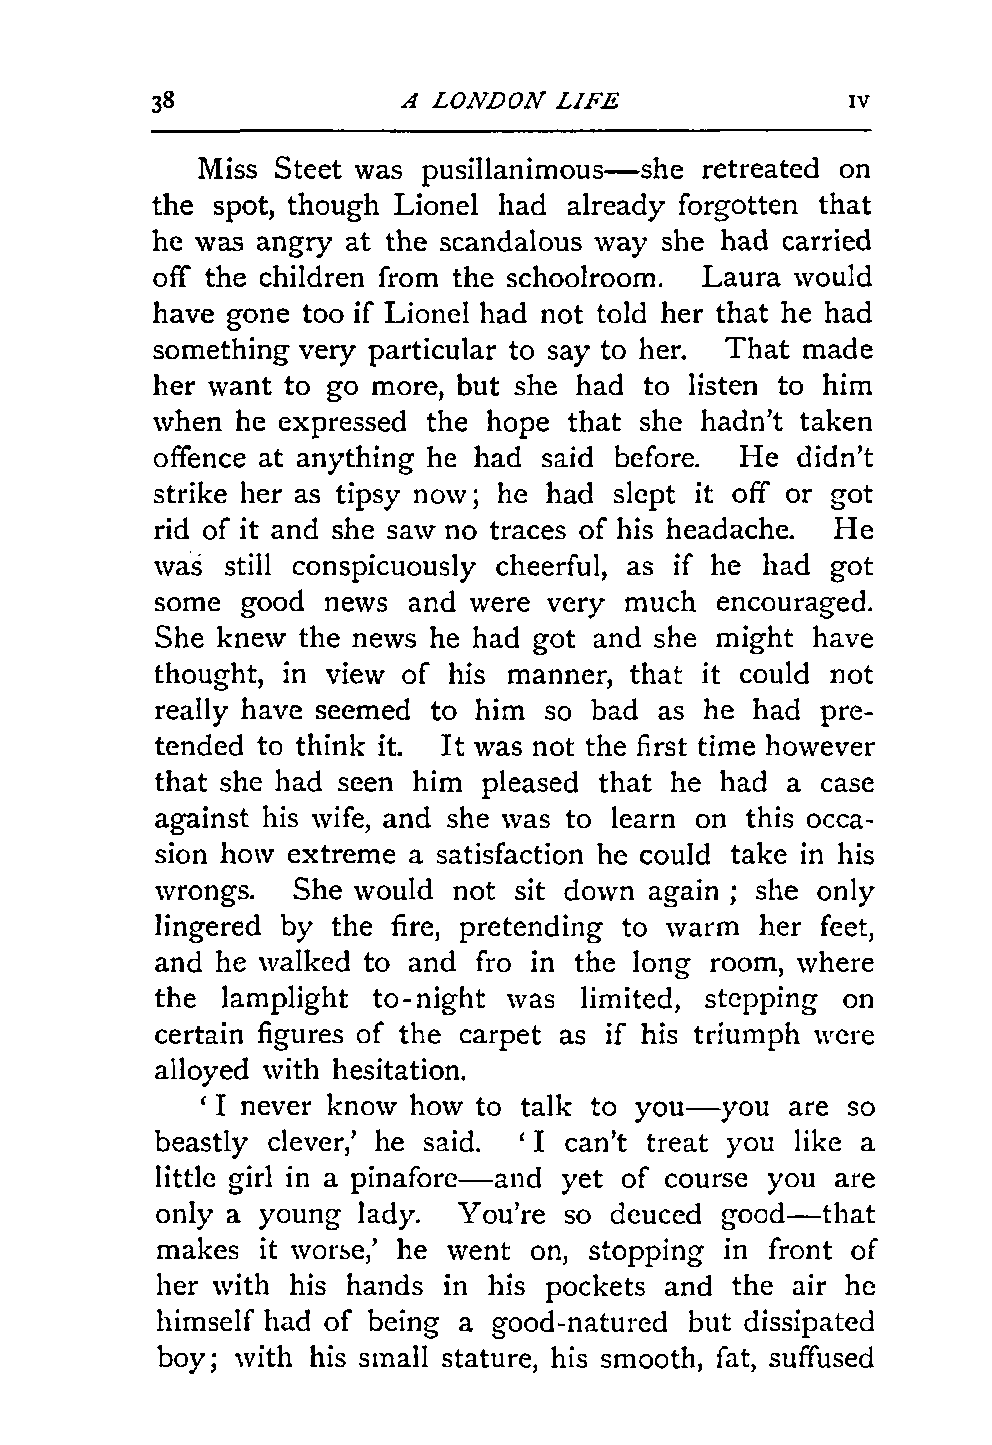 38 A LONDON LIFE IV
Miss Steet was pusillanimous—she retreated on
the spot, though Lionel had already forgotten that
he was angry at the scandalous way she had carried
off the children from the schoolroom. Laura would
have gone too if Lionel had not told her that he had
something very particular to say to her. That made
her want to go more, but she had to listen to him
when he expressed the hope that she hadn't taken
offence at anything he had said before. He didn't
strike her as tipsy now; he had slept it off or got
rid of it and she saw no traces of his headache. He
was still conspicuously cheerful, as if he had got
some good news and were very much encouraged.
She knew the news he had got and she might have
thought, in view of his manner, that it could not
really have seemed to him so bad as he had pre-
tended to think it. It was not the first time however
that she had seen him pleased that he had a case
against his wife, and she was to learn on this occa-
sion how extreme a satisfaction he could take in his
wrongs. She would not sit down again ; she only
lingered by the fire, pretending to warm her feet,
and he walked to and fro in the long room, where
the lamplight to-night was limited, stepping on
certain figures of the carpet as if his triumph were
alloyed with hesitation.
‘I never know how to talk to you—you are so
beastly clever,’ he said. ‘I can't treat you like a
little girl in a pinafore—and yet of course you are
only a young lady. You're so deuced good—that
makes it worse,’ he went on, stopping in front of
her with his hands in his pockets and the air he
himself had of being a good-natured but dissipated
boy; with his small stature, his smooth, fat, suffused